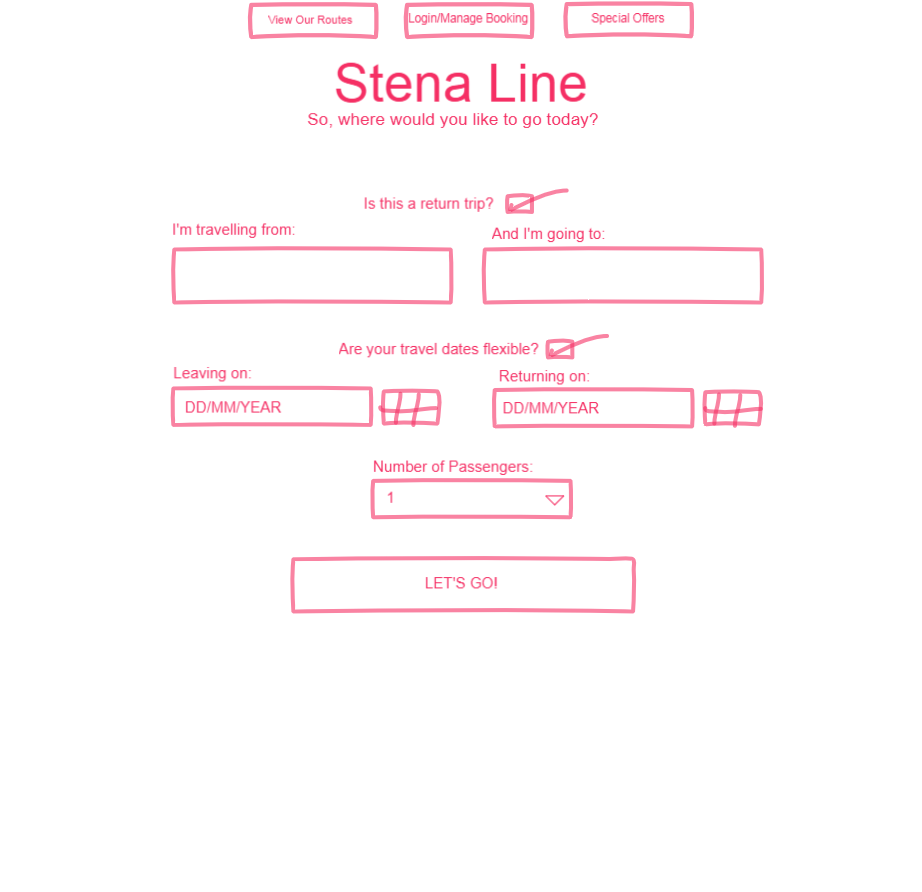 View Our Routes
Login/Manage Booking
Special Offers
Stena Line
So, where would you like to go today?
Is this a return trip?
I'm travelling from:
And I'm going to:
Are your travel dates flexible?
Leaving on:
Returning on:
DD/MM/YEAR
DD/MM/YEAR
Number of Passengers:
1
LET'S GO!